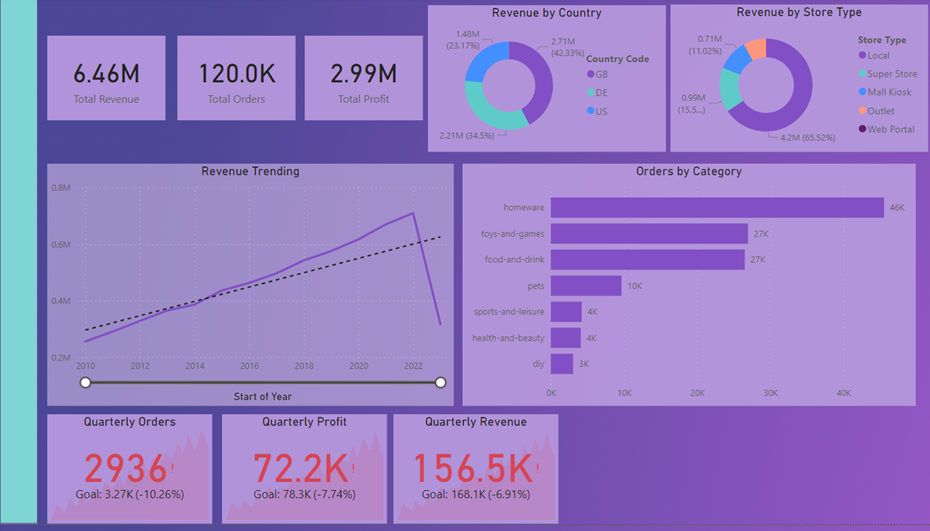 6.46M
Total Revenue
120.0K
Total Orders
2.99M
Total Profit
Revenue by Country
1.48M
(23.17%)
2.71M
(42.33%)
2.21M (34.5%)
Country Code
GB
DE
US
Revenue by Store Type
0.71M
(11.02%)
0.99M
(15.5...)
4.2M (65.52%)
Store Type
Local
Super Store
Mall Kiosk
Outlet
Web Portal
Revenue Trending
0.8M
0.6M
0.4M
0.2M
2010 2012 2014 2016 2018 2020 2022
Start of Year
Orders by Category
homeware 46K
toys-and-games 27K
food-and-drink 27K
pets 10K
sports-and-leisure 4K
health-and-beauty 4K
diy 3K
0K 10K 20K 30K 40K
Quarterly Orders
2936!
Goal: 3.27K (-10.26%)
Quarterly Profit
72.2K!
Goal: 78.3K (-7.74%)
Quarterly Revenue
156.5K!
Goal: 168.1K (-6.91%)